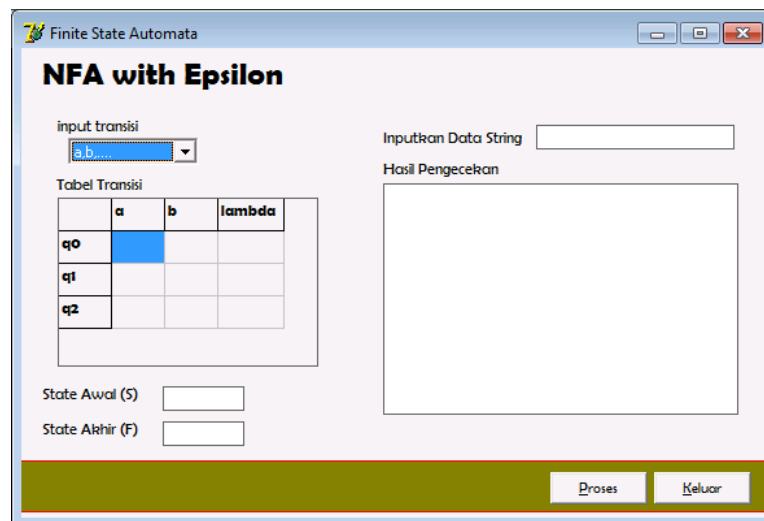 Finite State Automata
NFA with Epsilon
input transisi
a,b,....
Tabel Transisi
a b lambda
q0
q1
q2
State Awal (S)
State Akhir (F)
Inputkan Data String
Hasil Pengecekan
Proses Keluar